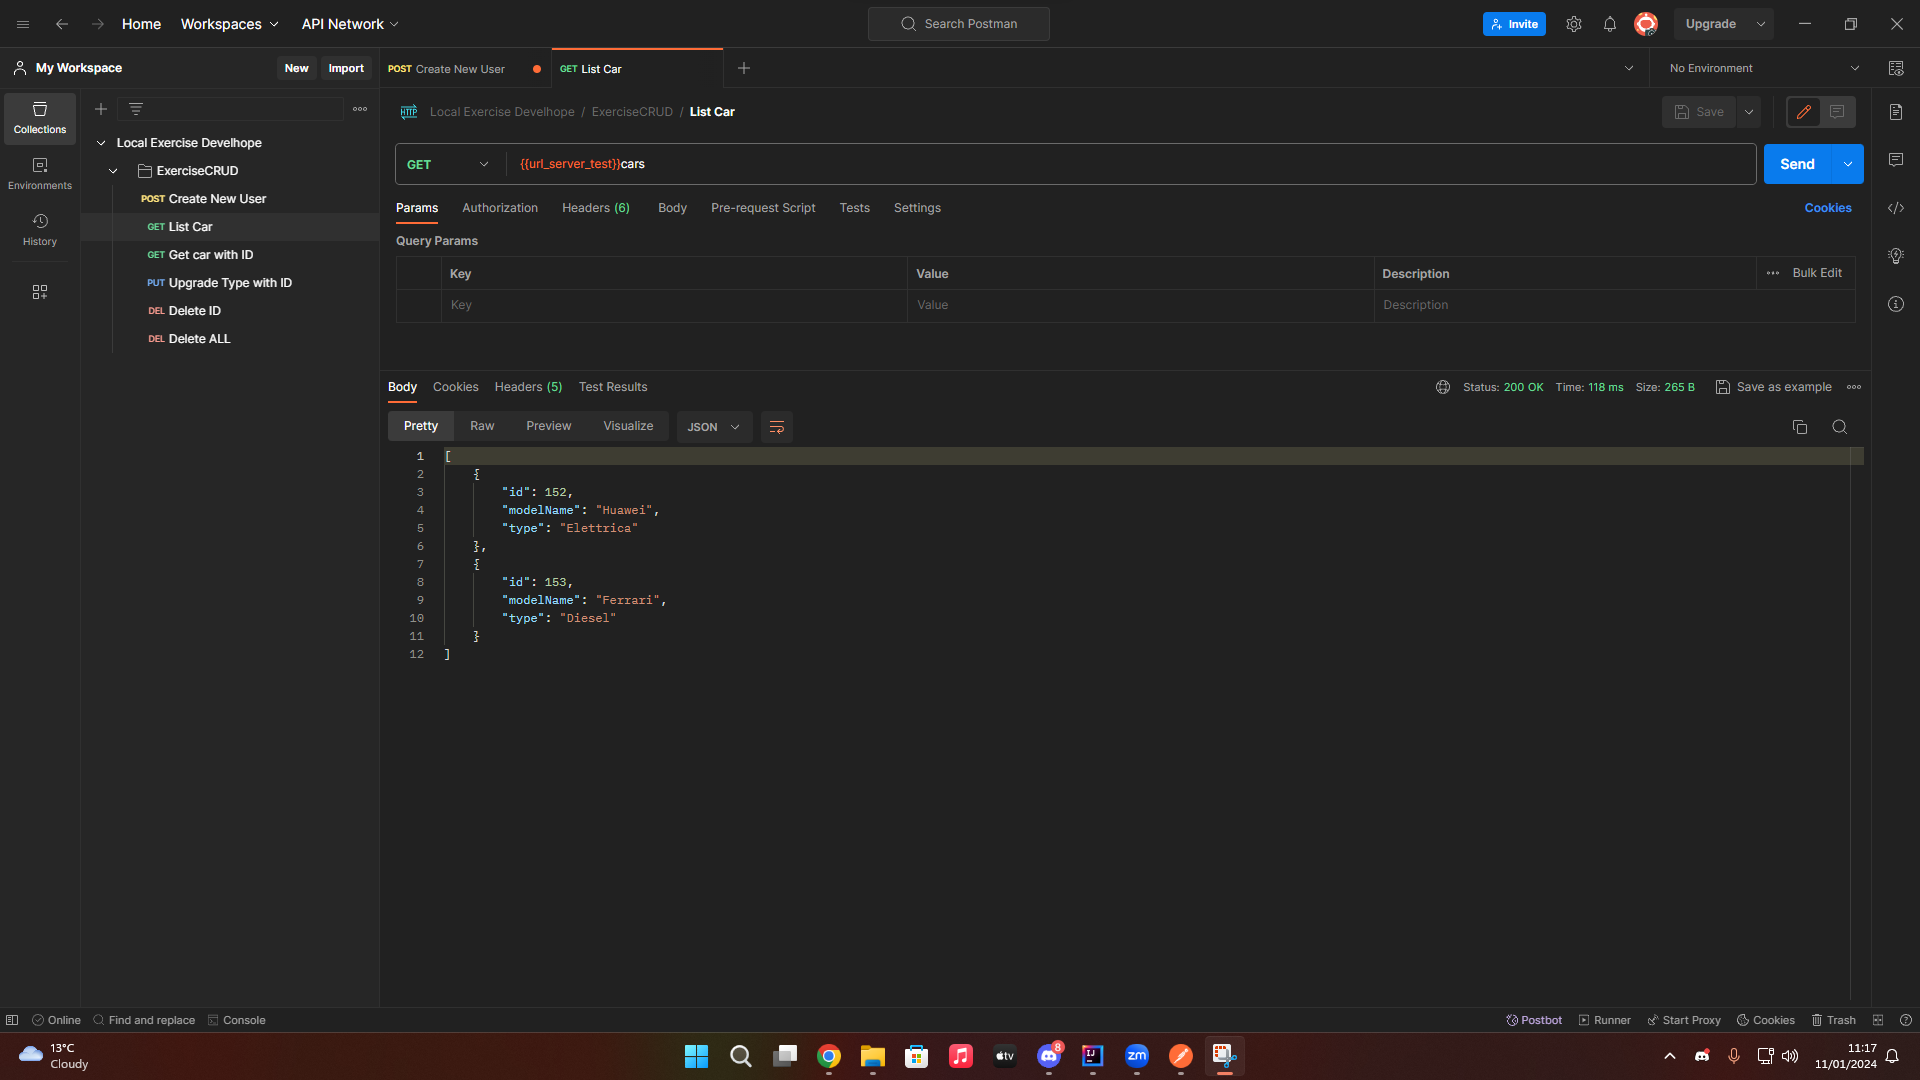 Home Workspaces API Network Search Postman Invite Upgrade
My Workspace New Import POST Create New User GET List Car No Environment
Collections
Environments
History
Local Exercise Develhope
ExerciseCRUD
POST Create New User
GET List Car
GET Get car with ID
PUT Upgrade Type with ID
DEL Delete ID
DEL Delete ALL
HTTP Local Exercise Develhope / ExerciseCRUD / List Car Save
GET {{url_server_test}}cars Send
Params Authorization Headers (6) Body Pre-request Script Tests Settings Cookies
Query Params
Key Value Description Bulk Edit
Key Value Description
Body Cookies Headers (5) Test Results Status: 200 OK Time: 118 ms Size: 265 B Save as example
Pretty Raw Preview Visualize JSON
1 [
2 {
3 "id": 152,
4 "modelName": "Huawei",
5 "type": "Elettrica"
6 },
7 {
8 "id": 153,
9 "modelName": "Ferrari",
10 "type": "Diesel"
11 }
12 ]
Online Find and replace Console Postbot Runner Start Proxy Cookies Trash
13°C
Cloudy
tv 8 IJ zm
11:17
11/01/2024